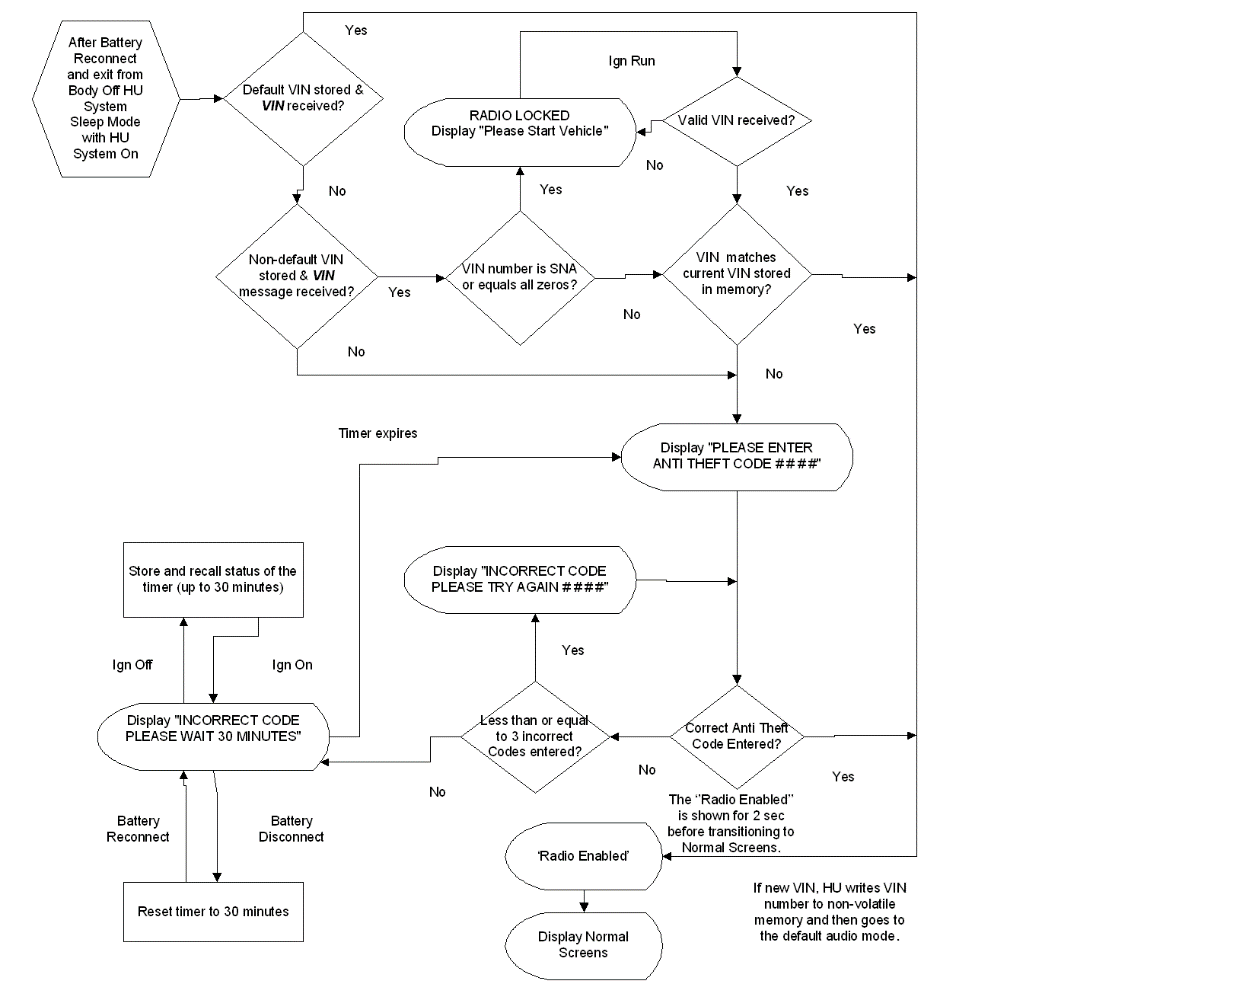 After Battery
Reconnect
and exit from
Body Off HU
System
Sleep Mode
with HU
System On
Yes
Default VIN stored &
VIN received?
No
Ign Run
RADIO LOCKED
Display "Please Start Vehicle"
Valid VIN received?
No
Yes
Yes
Non-default VIN
stored & VIN
message received?
Yes
VIN number is SNA
or equals all zeros?
No
VIN matches
current VIN stored
in memory?
Yes
No
No
Timer expires
Display "PLEASE ENTER
ANTI THEFT CODE ####"
Store and recall status of the
timer (up to 30 minutes)
Display "INCORRECT CODE
PLEASE TRY AGAIN ####"
Ign Off
Ign On
Yes
Display "INCORRECT CODE
PLEASE WAIT 30 MINUTES"
Less than or equal
to 3 incorrect
Codes entered?
Correct Anti Theft
Code Entered?
No
Yes
No
Battery
Reconnect
Battery
Disconnect
The "Radio Enabled"
is shown for 2 sec
before transitioning to
Normal Screens.
'Radio Enabled'
Reset timer to 30 minutes
If new VIN, HU writes VIN
number to non-volatile
memory and then goes to
the default audio mode.
Display Normal
Screens